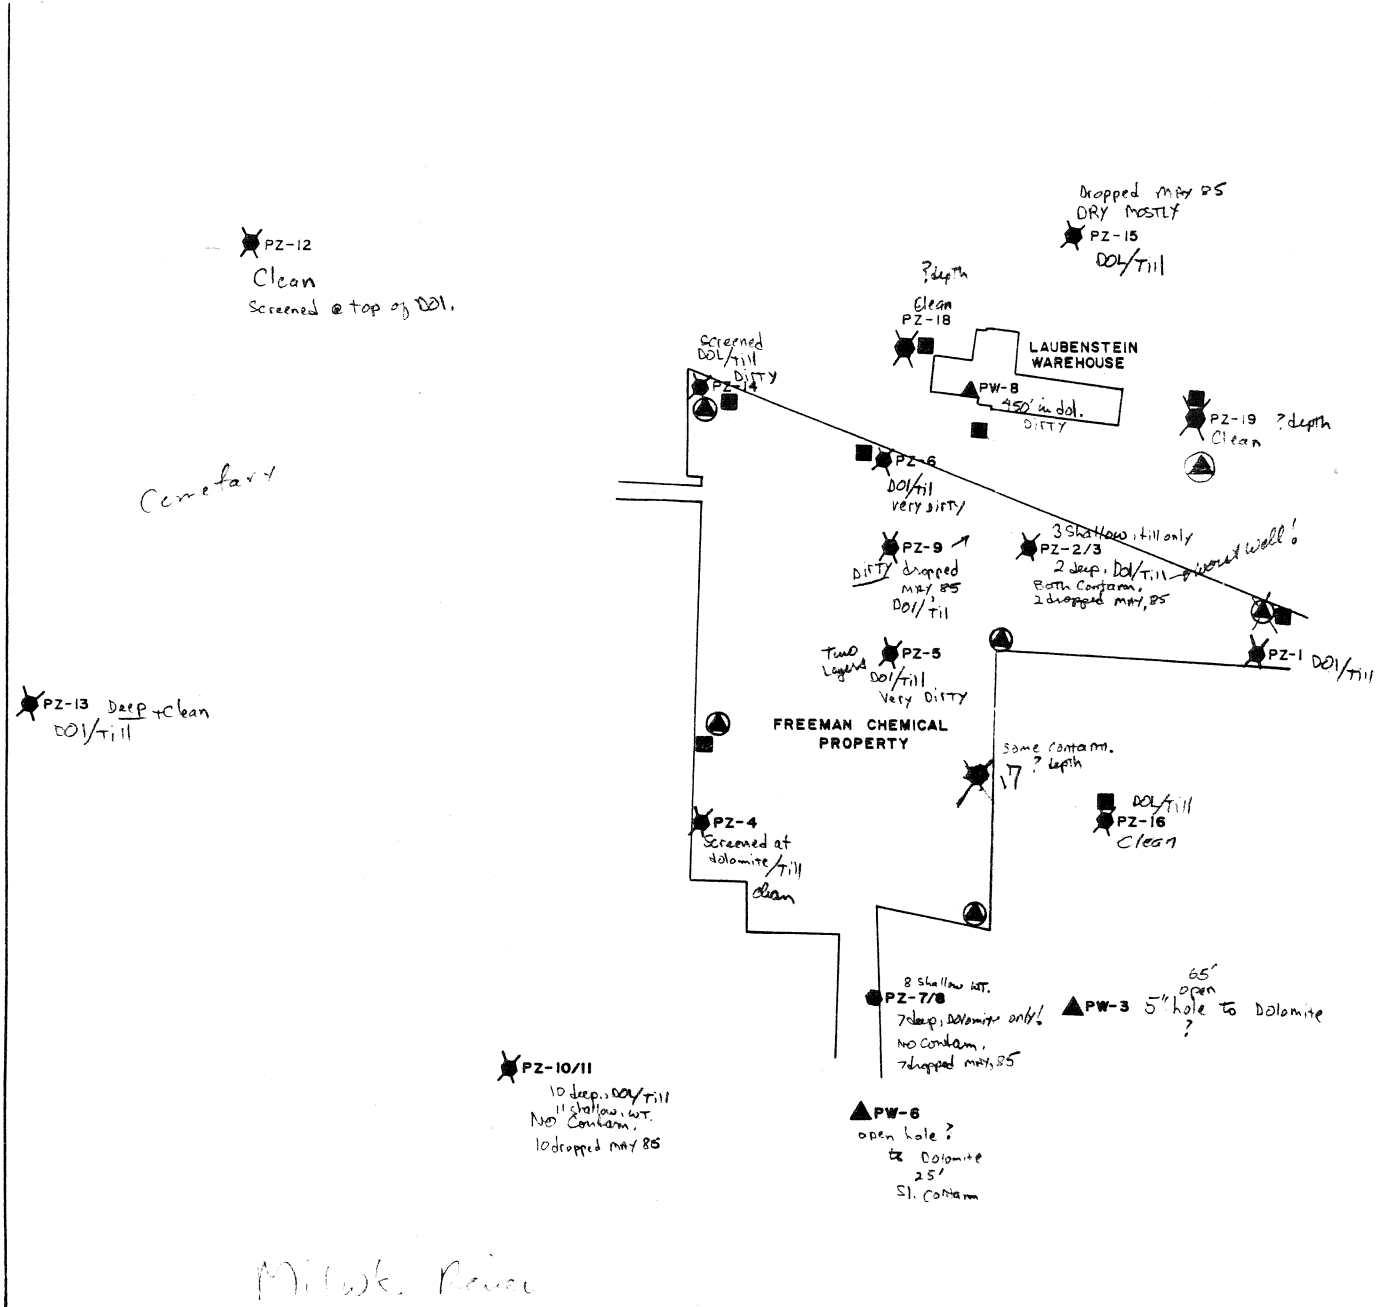 Dropped MAY 85
DRY MOSTLY
PZ-15
DOL/Till
PZ-12
Clean
Screened @ top of DOl.
? depth
Clean
PZ-18
LAUBENSTEIN
WAREHOUSE
Screened
DOL/Till
Dirty
PZ-14
PW-8
450' in dol.
Dirty
PZ-19 ? depth
Clean
PZ-6
DOl/Til
very Dirty
Cemetary
3 Shallow, till only
PZ-2/3
2 deep, DOl/Till - worst well!
Both Contam.
2 dropped MAY, 85
PZ-9
Dirty dropped
MAY, 85
DOl/Til
PZ-1 DOl/Till
Two
Layers
PZ-5
DOl/Till
Very Dirty
PZ-13 Deep + Clean
DOl/Till
FREEMAN CHEMICAL
PROPERTY
Some Contam.
? depth
17
DOL/Till
PZ-16
Clean
PZ-4
Screened at
dolomite/Till
clean
8 Shallow WT.
PZ-7/8
7 deep, Dolomite only!
No Contam.
7 dropped MAY, 85
65'
open
PW-3 5" hole to Dolomite
?
PZ-10/11
10 deep, DOL/Till
11 shallow, WT.
No Contam.
10 dropped MAY 85
PW-6
open hole ?
to Dolomite
25'
Sl. Contam
Milwk. River